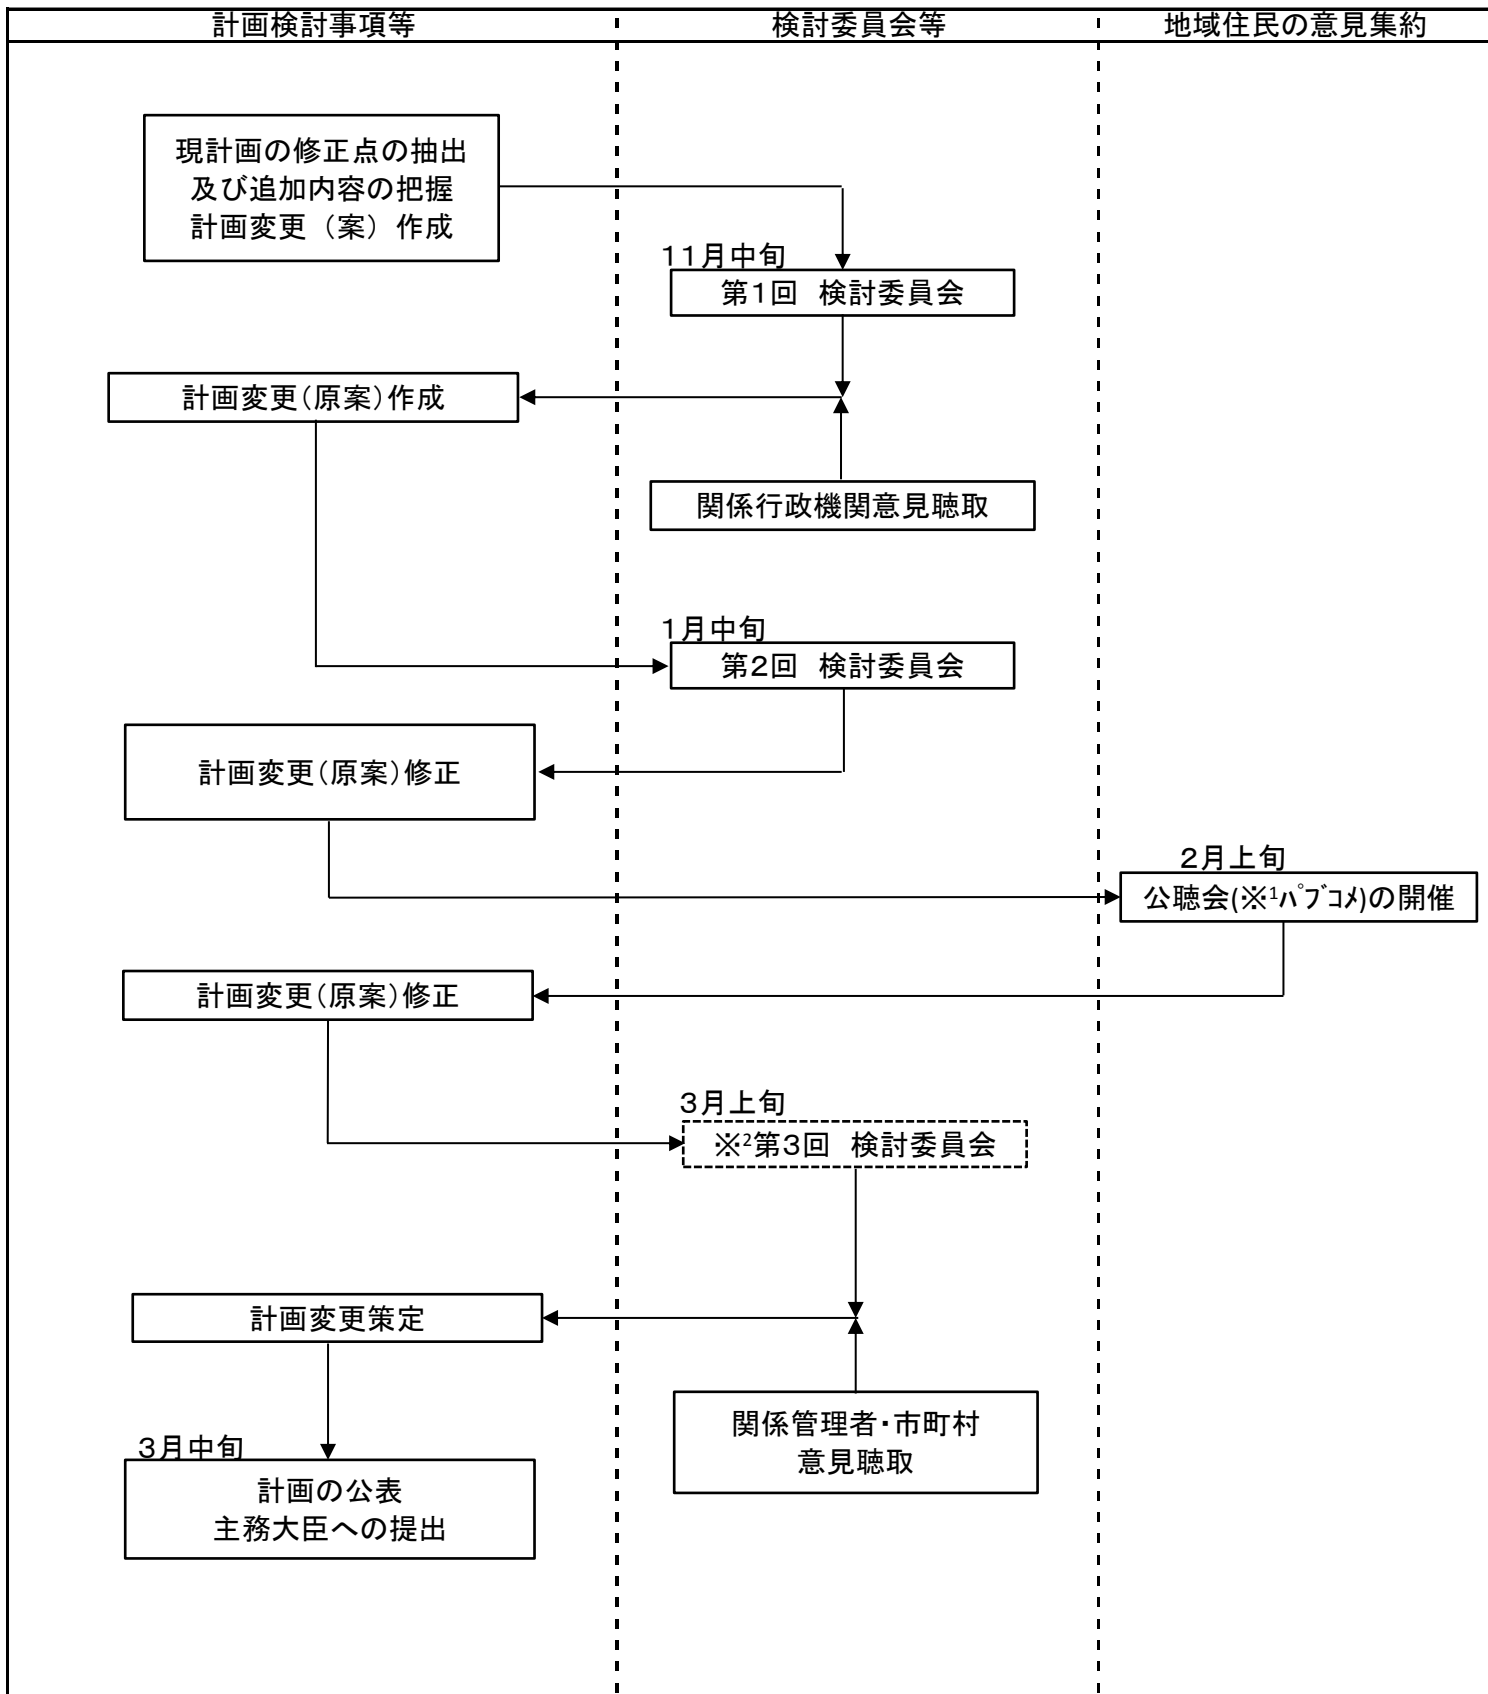 計画検討事項等
検討委員会等
地域住民の意見集約
現計画の修正点の抽出
及び追加内容の把握
計画変更（案）作成
11月中旬
第1回　検討委員会
計画変更（原案）作成
関係行政機関意見聴取
1月中旬
第2回　検討委員会
計画変更（原案）修正
2月上旬
公聴会(※¹ﾊﾟﾌﾞｺﾒ)の開催
計画変更（原案）修正
3月上旬
※²第3回　検討委員会
計画変更策定
関係管理者・市町村
意見聴取
3月中旬
計画の公表
主務大臣への提出